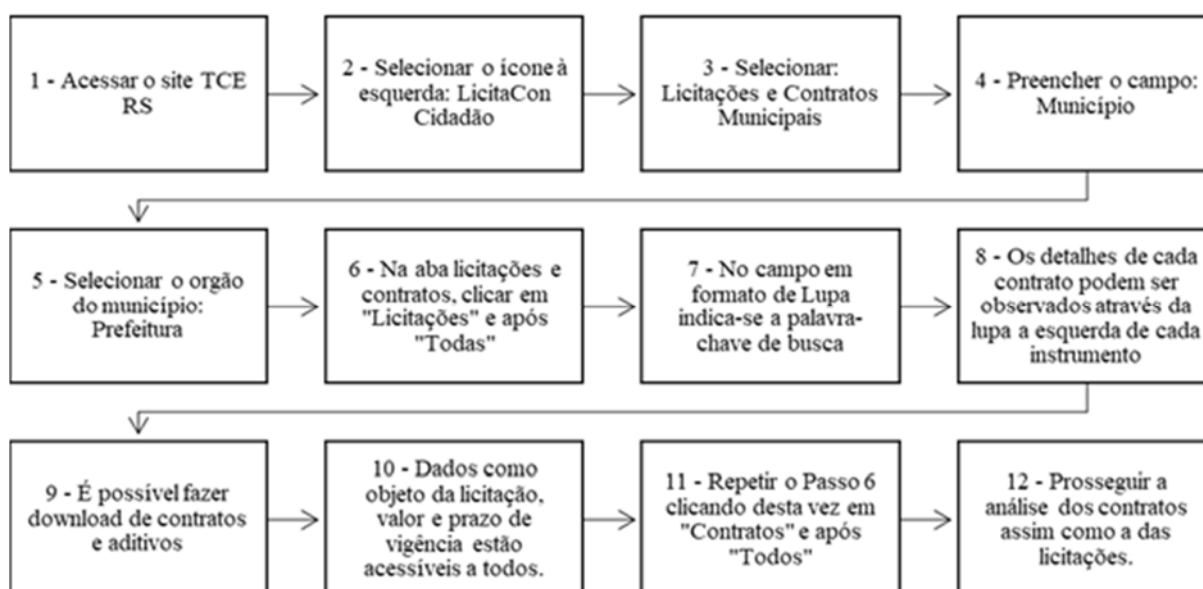 1 - Acessar o site TCE
RS
2 - Selecionar o ícone à
esquerda: LicitaCon
Cidadão
3 - Selecionar:
Licitações e Contratos
Municipais
4 - Preencher o campo:
Município
5 - Selecionar o orgão
do município:
Prefeitura
6 - Na aba licitações e
contratos, clicar em
"Licitações" e após
"Todas"
7 - No campo em
formato de Lupa
indica-se a palavra-
chave de busca
8 - Os detalhes de cada
contrato podem ser
observados através da
lupa a esquerda de cada
instrumento
9 - É possível fazer
download de contratos
e aditivos
10 - Dados como
objeto da licitação,
valor e prazo de
vigência estão
acessíveis a todos.
11 - Repetir o Passo 6
clicando desta vez em
"Contratos" e após
"Todos"
12 - Prosseguir a
análise dos contratos
assim como a das
licitações.